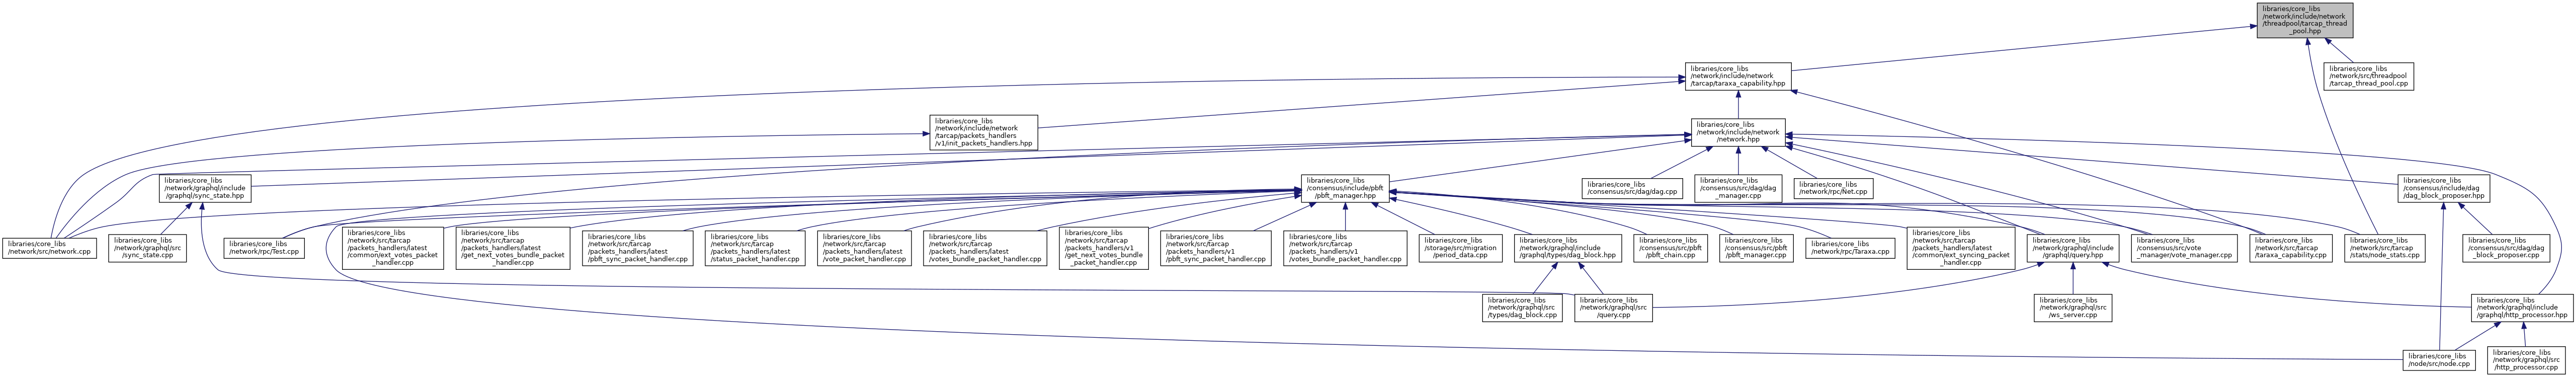 libraries/core_libs
/network/include/network
/threadpool/tarcap_thread
_pool.hpp
libraries/core_libs
/network/include/network
/tarcap/taraxa_capability.hpp
libraries/core_libs
/network/src/threadpool
/tarcap_thread_pool.cpp
libraries/core_libs
/network/include/network
/tarcap/packets_handlers
/v1/init_packets_handlers.hpp
libraries/core_libs
/network/include/network
/network.hpp
libraries/core_libs
/network/graphql/include
/graphql/sync_state.hpp
libraries/core_libs
/consensus/include/pbft
/pbft_manager.hpp
libraries/core_libs
/consensus/src/dag/dag.cpp
libraries/core_libs
/consensus/src/dag/dag
_manager.cpp
libraries/core_libs
/network/rpc/Net.cpp
libraries/core_libs
/consensus/include/dag
/dag_block_proposer.hpp
libraries/core_libs
/network/src/network.cpp
libraries/core_libs
/network/graphql/src
/sync_state.cpp
libraries/core_libs
/network/rpc/Test.cpp
libraries/core_libs
/network/src/tarcap
/packets_handlers/latest
/common/ext_votes_packet
_handler.cpp
libraries/core_libs
/network/src/tarcap
/packets_handlers/latest
/get_next_votes_bundle_packet
_handler.cpp
libraries/core_libs
/network/src/tarcap
/packets_handlers/latest
/pbft_sync_packet_handler.cpp
libraries/core_libs
/network/src/tarcap
/packets_handlers/latest
/status_packet_handler.cpp
libraries/core_libs
/network/src/tarcap
/packets_handlers/latest
/vote_packet_handler.cpp
libraries/core_libs
/network/src/tarcap
/packets_handlers/latest
/votes_bundle_packet_handler.cpp
libraries/core_libs
/network/src/tarcap
/packets_handlers/v1
/get_next_votes_bundle
_packet_handler.cpp
libraries/core_libs
/network/src/tarcap
/packets_handlers/v1
/pbft_sync_packet_handler.cpp
libraries/core_libs
/network/src/tarcap
/packets_handlers/v1
/votes_bundle_packet_handler.cpp
libraries/core_libs
/storage/src/migration
/period_data.cpp
libraries/core_libs
/network/graphql/include
/graphql/types/dag_block.hpp
libraries/core_libs
/consensus/src/pbft
/pbft_chain.cpp
libraries/core_libs
/consensus/src/pbft
/pbft_manager.cpp
libraries/core_libs
/network/rpc/Taraxa.cpp
libraries/core_libs
/network/src/tarcap
/packets_handlers/latest
/common/ext_syncing_packet
_handler.cpp
libraries/core_libs
/network/graphql/include
/graphql/query.hpp
libraries/core_libs
/consensus/src/vote
_manager/vote_manager.cpp
libraries/core_libs
/network/src/tarcap
/taraxa_capability.cpp
libraries/core_libs
/network/src/tarcap
/stats/node_stats.cpp
libraries/core_libs
/consensus/src/dag/dag
_block_proposer.cpp
libraries/core_libs
/network/graphql/src
/types/dag_block.cpp
libraries/core_libs
/network/graphql/src
/query.cpp
libraries/core_libs
/network/graphql/src
/ws_server.cpp
libraries/core_libs
/network/graphql/include
/graphql/http_processor.hpp
libraries/core_libs
/node/src/node.cpp
libraries/core_libs
/network/graphql/src
/http_processor.cpp